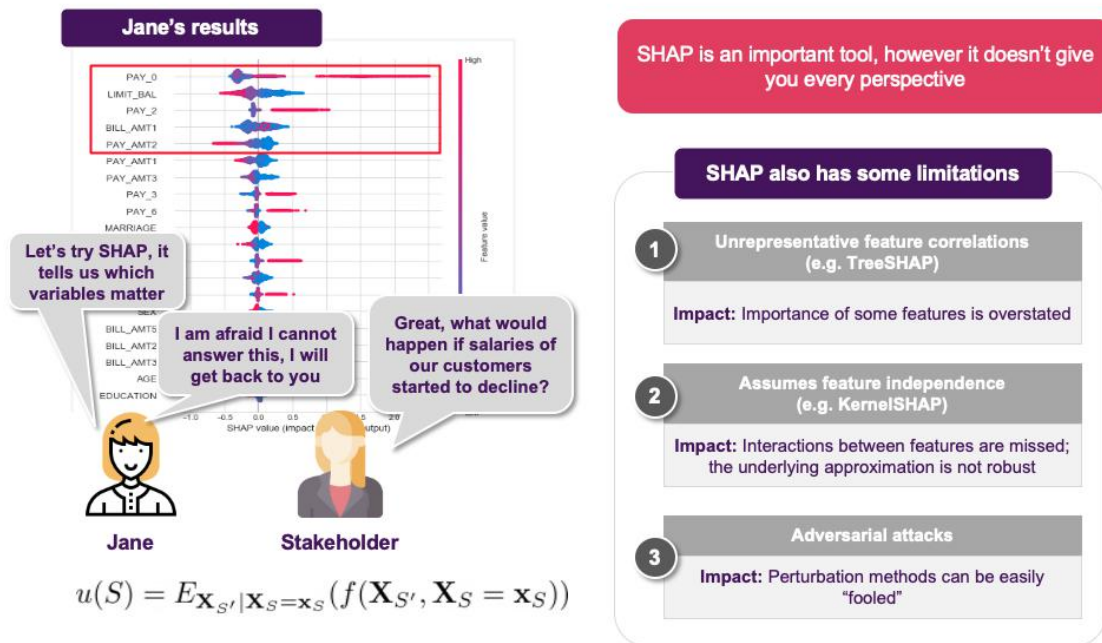 Jane's results
High
PAY_0
LIMIT_BAL
PAY_2
BILL_AMT1
PAY_AMT2
PAY_AMT1
PAY_AMT3
PAY_3
PAY_6
MARRIAGE
SEX
BILL_AMT5
BILL_AMT2
BILL_AMT3
AGE
EDUCATION
Feature value
-1.0
-0.5
0.0
0.5
2.0
SHAP value (impact
output)
Let's try SHAP, it
tells us which
variables matter
I am afraid I cannot
answer this, I will
get back to you
Great, what would
happen if salaries of
our customers
started to decline?
Jane
Stakeholder
u(S) = E_{X_{S'}|X_S=x_S}(f(X_{S'}, X_S = x_S))
SHAP is an important tool, however it doesn't give
you every perspective
SHAP also has some limitations
1
Unrepresentative feature correlations
(e.g. TreeSHAP)
Impact: Importance of some features is overstated
2
Assumes feature independence
(e.g. KernelSHAP)
Impact: Interactions between features are missed;
the underlying approximation is not robust
3
Adversarial attacks
Impact: Perturbation methods can be easily
"fooled"